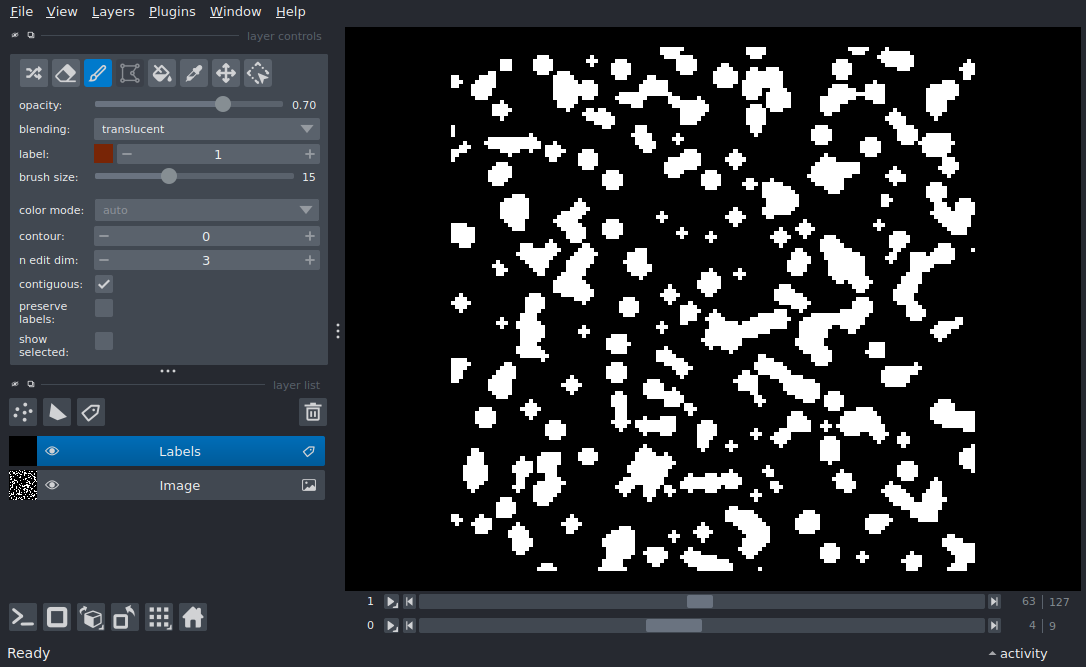 File View Layers Plugins Window Help
layer controls
opacity: 0.70
blending: translucent
label: 1
brush size: 15
color mode: auto
contour: 0
n edit dim: 3
contiguous:
preserve
labels:
show
selected:
layer list
Labels
Image
1 63 127
0 4 9
Ready activity